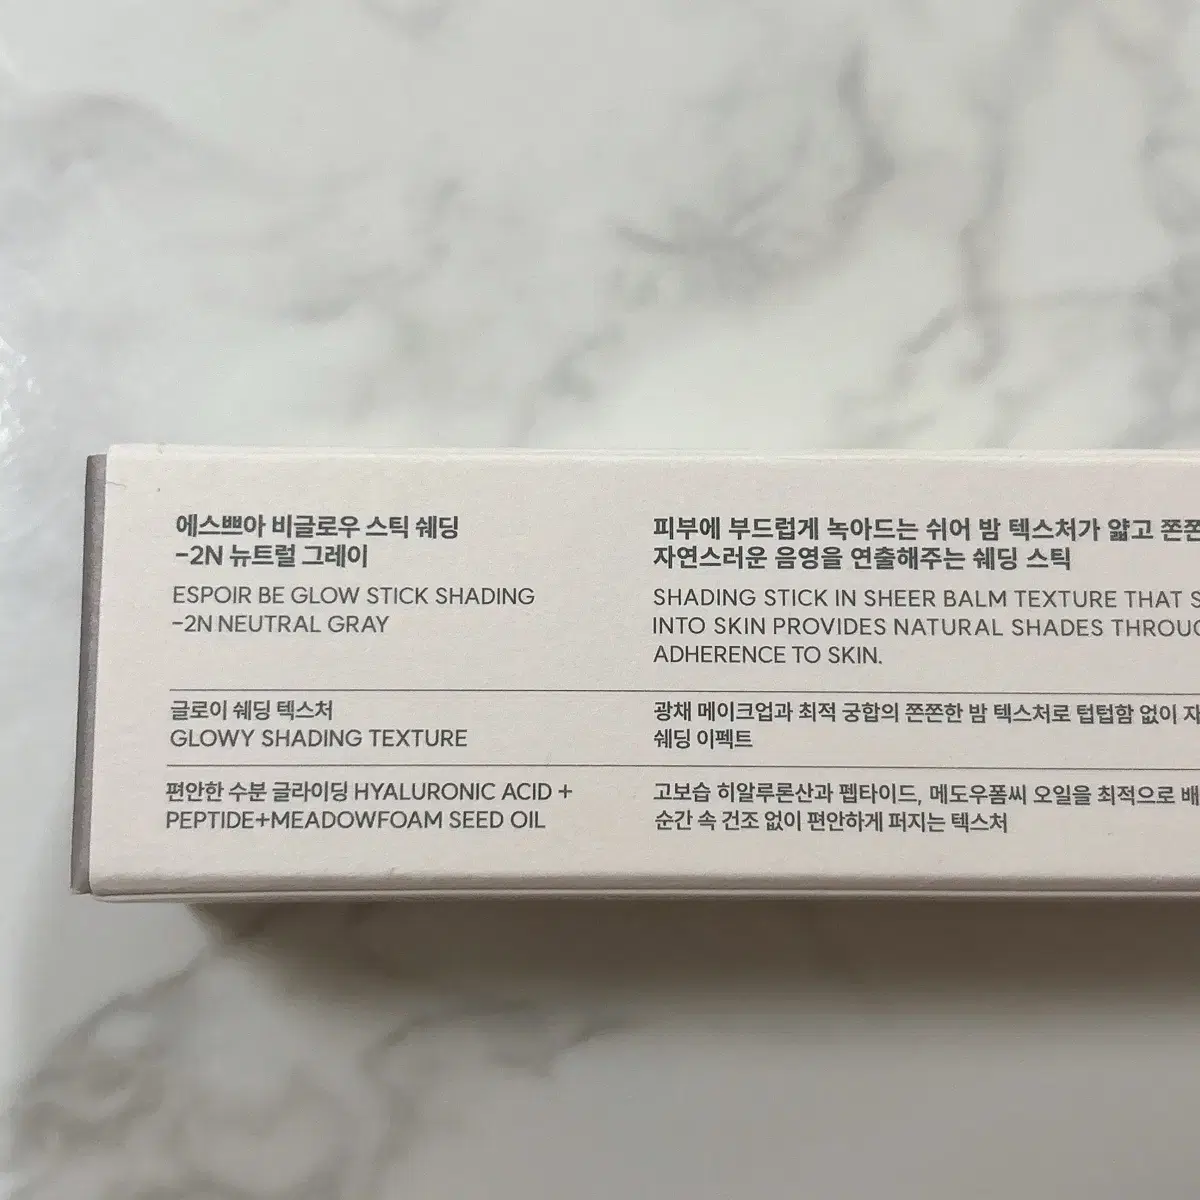 에스쁘아 비글로우 스틱 쉐딩
-2N 뉴트럴 그레이
ESPOIR BE GLOW STICK SHADING
-2N NEUTRAL GRAY
피부에 부드럽게 녹아드는 쉬어 밤 텍스처가 얇고 쫀쫀
자연스러운 음영을 연출해주는 쉐딩 스틱
SHADING STICK IN SHEER BALM TEXTURE THAT S
INTO SKIN PROVIDES NATURAL SHADES THROUG
ADHERENCE TO SKIN.
글로이 쉐딩 텍스처
GLOWY SHADING TEXTURE
광채 메이크업과 최적 궁합의 쫀쫀한 밤 텍스처로 텁텁함 없이 자
쉐딩 이펙트
편안한 수분 글라이딩 HYALURONIC ACID +
PEPTIDE+MEADOWFOAM SEED OIL
고보습 히알루론산과 펩타이드, 메도우폼씨 오일을 최적으로 배
순간 속 건조 없이 편안하게 퍼지는 텍스처